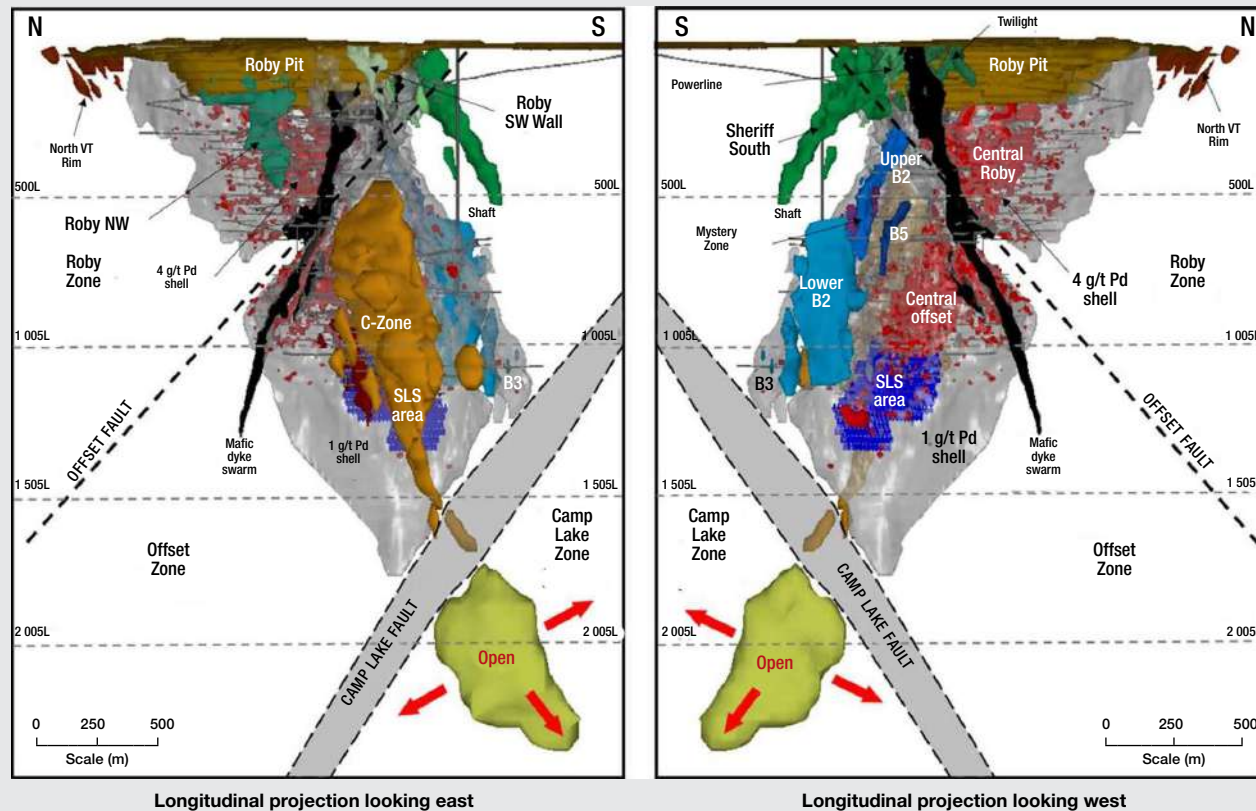 N
S
Roby Pit
Roby
SW Wall
North VT
Rim
500L
500L
Shaft
Roby NW
Roby
Zone
4 g/t Pd
shell
C-Zone
1 005L
1 005L
B3
SLS
area
OFFSET FAULT
Mafic
dyke
swarm
1 g/t Pd
shell
1 505L
1 505L
Offset
Zone
Camp
Lake
Zone
CAMP LAKE FAULT
2 005L
2 005L
Open
0 250 500
Scale (m)
Longitudinal projection looking east
S
N
Twilight
Powerline
Roby Pit
Sheriff
South
North VT
Rim
Upper
B2
Central
Roby
500L
500L
Shaft
Mystery
Zone
B5
Roby
Zone
4 g/t Pd
shell
Lower
B2
Central
offset
1 005L
1 005L
B3
SLS
area
OFFSET FAULT
1 g/t Pd
shell
Mafic
dyke
swarm
1 505L
1 505L
Camp
Lake
Zone
Offset
Zone
CAMP LAKE FAULT
2 005L
2 005L
Open
0 250 500
Scale (m)
Longitudinal projection looking west